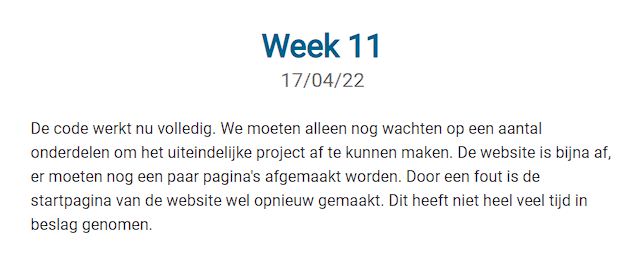 Week 11
17/04/22
De code werkt nu volledig. We moeten alleen nog wachten op een aantal
onderdelen om het uiteindelijke project af te kunnen maken. De website is bijna af,
er moeten nog een paar pagina's afgemaakt worden. Door een fout is de
startpagina van de website wel opnieuw gemaakt. Dit heeft niet heel veel tijd in
beslag genomen.